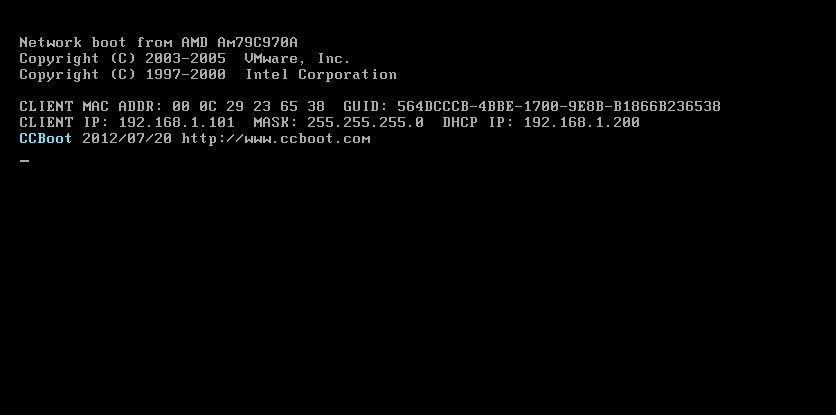 Network boot from AMD Am79C970A
Copyright (C) 2003-2005  VMware, Inc.
Copyright (C) 1997-2000  Intel Corporation
CLIENT MAC ADDR: 00 0C 29 23 65 38  GUID: 564DCCCB-4BBE-1700-9E8B-B1866B236538
CLIENT IP: 192.168.1.101  MASK: 255.255.255.0  DHCP IP: 192.168.1.200
CCBoot 2012/07/20 http://www.ccboot.com
_